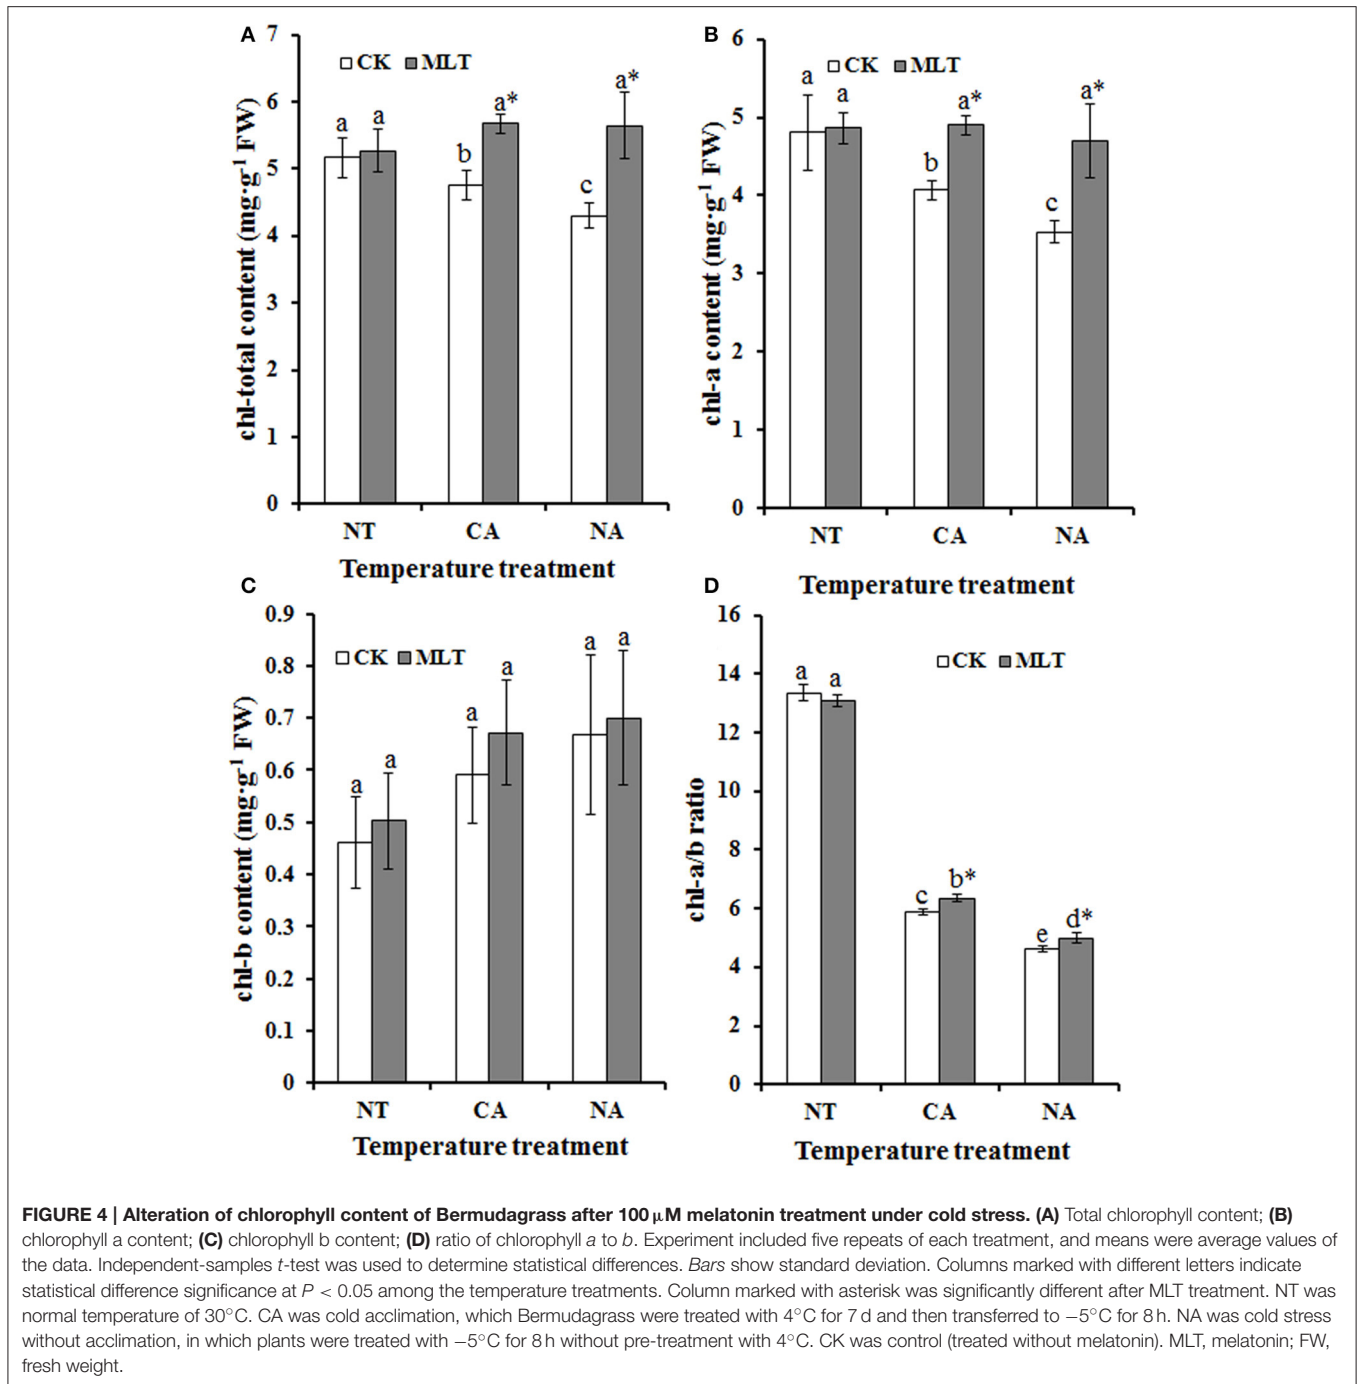 A
7
6
5
4
3
2
1
0
chl-total content (mg·g-1 FW)
CK MLT
a a b a* c a*
NT CA NA
Temperature treatment
B
6
5
4
3
2
1
0
chl-a content (mg·g-1 FW)
CK MLT
a a b a* c a*
NT CA NA
Temperature treatment
C
0.9
0.8
0.7
0.6
0.5
0.4
0.3
0.2
0.1
0
chl-b content (mg·g-1 FW)
CK MLT
a a a a a a
NT CA NA
Temperature treatment
D
16
14
12
10
8
6
4
2
0
chl-a/b ratio
CK MLT
a a c b* e d*
NT CA NA
Temperature treatment
FIGURE 4 | Alteration of chlorophyll content of Bermudagrass after 100 μM melatonin treatment under cold stress. (A) Total chlorophyll content; (B)
chlorophyll a content; (C) chlorophyll b content; (D) ratio of chlorophyll a to b. Experiment included five repeats of each treatment, and means were average values of
the data. Independent-samples t-test was used to determine statistical differences. Bars show standard deviation. Columns marked with different letters indicate
statistical difference significance at P < 0.05 among the temperature treatments. Column marked with asterisk was significantly different after MLT treatment. NT was
normal temperature of 30°C. CA was cold acclimation, which Bermudagrass were treated with 4°C for 7 d and then transferred to −5°C for 8 h. NA was cold stress
without acclimation, in which plants were treated with −5°C for 8 h without pre-treatment with 4°C. CK was control (treated without melatonin). MLT, melatonin; FW,
fresh weight.